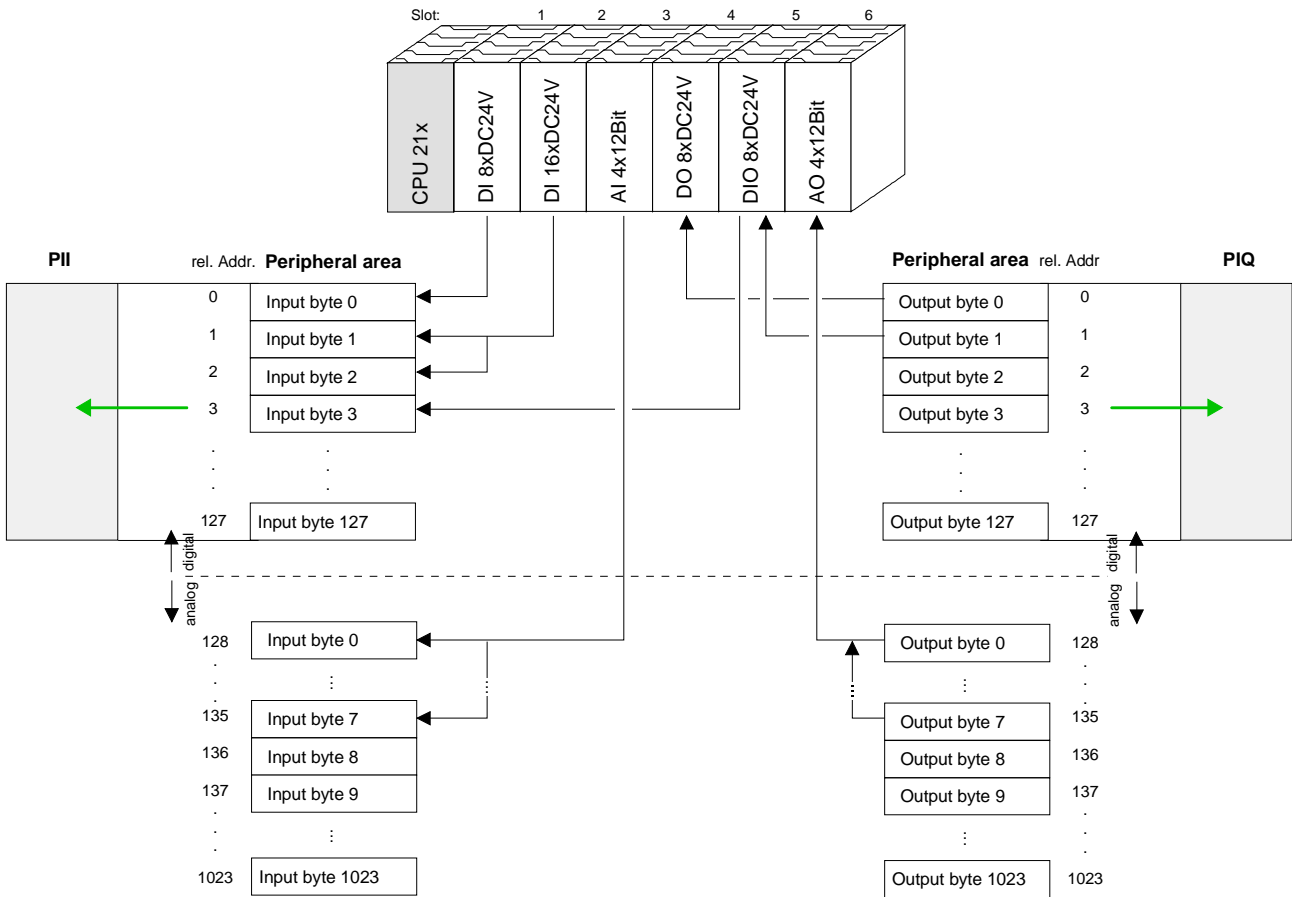 Slot: 1 2 3 4 5 6
CPU 21x
DI 8xDC24V
DI 16xDC24V
AI 4x12Bit
DO 8xDC24V
DIO 8xDC24V
AO 4x12Bit
PII
rel. Addr. Peripheral area
0 Input byte 0
1 Input byte 1
2 Input byte 2
3 Input byte 3
. .
. .
. .
127 Input byte 127
digital
analog
128 Input byte 0
. ⋮
.
.
135 Input byte 7
136 Input byte 8
137 Input byte 9
. ⋮
.
.
1023 Input byte 1023
Peripheral area rel. Addr PIQ
Output byte 0 0
Output byte 1 1
Output byte 2 2
Output byte 3 3
. .
. .
. .
Output byte 127 127
digital
analog
Output byte 0 128
⋮ .
.
.
Output byte 7 135
Output byte 8 136
Output byte 9 137
⋮ .
.
.
Output byte 1023 1023